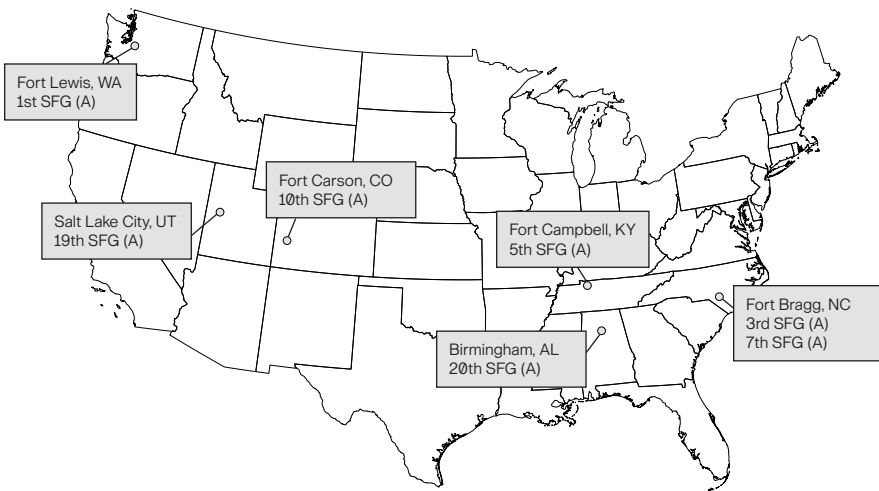 Fort Lewis, WA
1st SFG (A)
Fort Carson, CO
10th SFG (A)
Salt Lake City, UT
19th SFG (A)
Fort Campbell, KY
5th SFG (A)
Fort Bragg, NC
3rd SFG (A)
7th SFG (A)
Birmingham, AL
20th SFG (A)